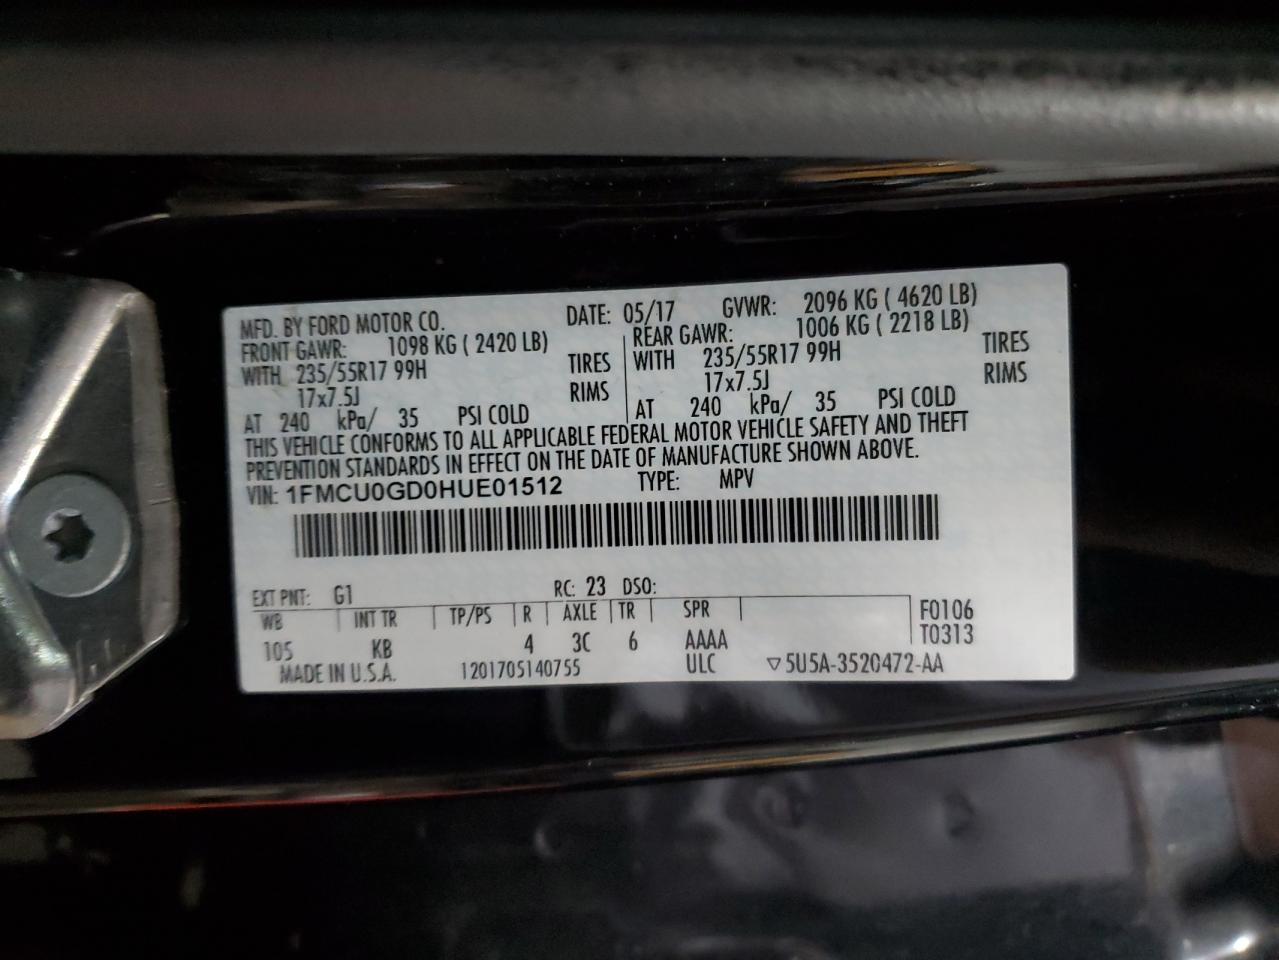 MFD. BY FORD MOTOR CO. DATE: 05/17 GVWR: 2096 KG ( 4620 LB)
FRONT GAWR: 1098 KG ( 2420 LB) REAR GAWR: 1006 KG ( 2218 LB)
WITH 235/55R17 99H TIRES WITH 235/55R17 99H TIRES
17x7.5J RIMS 17x7.5J RIMS
AT 240 kPa/ 35 PSI COLD AT 240 kPa/ 35 PSI COLD
THIS VEHICLE CONFORMS TO ALL APPLICABLE FEDERAL MOTOR VEHICLE SAFETY AND THEFT
PREVENTION STANDARDS IN EFFECT ON THE DATE OF MANUFACTURE SHOWN ABOVE.
VIN: 1FMCU0GD0HUE01512 TYPE: MPV
EXT PNT: G1 RC: 23 DSO:
WB INT TR TP/PS R AXLE TR SPR F0106
105 KB 4 3C 6 AAAA T0313
MADE IN U.S.A. 1201705140755 ULC ▽5U5A-3520472-AA